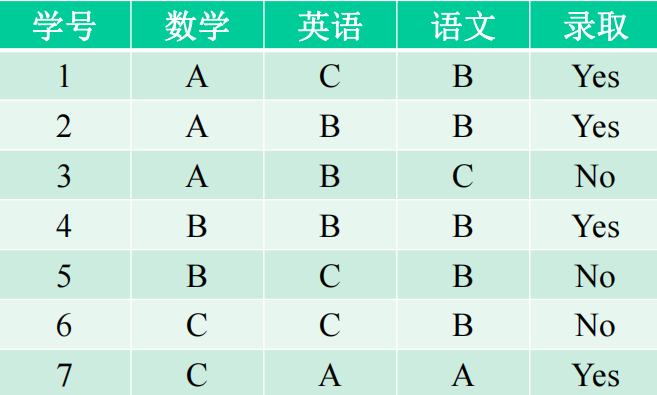 学号 数学 英语 语文 录取
1 A C B Yes
2 A B B Yes
3 A B C No
4 B B B Yes
5 B C B No
6 C C B No
7 C A A Yes